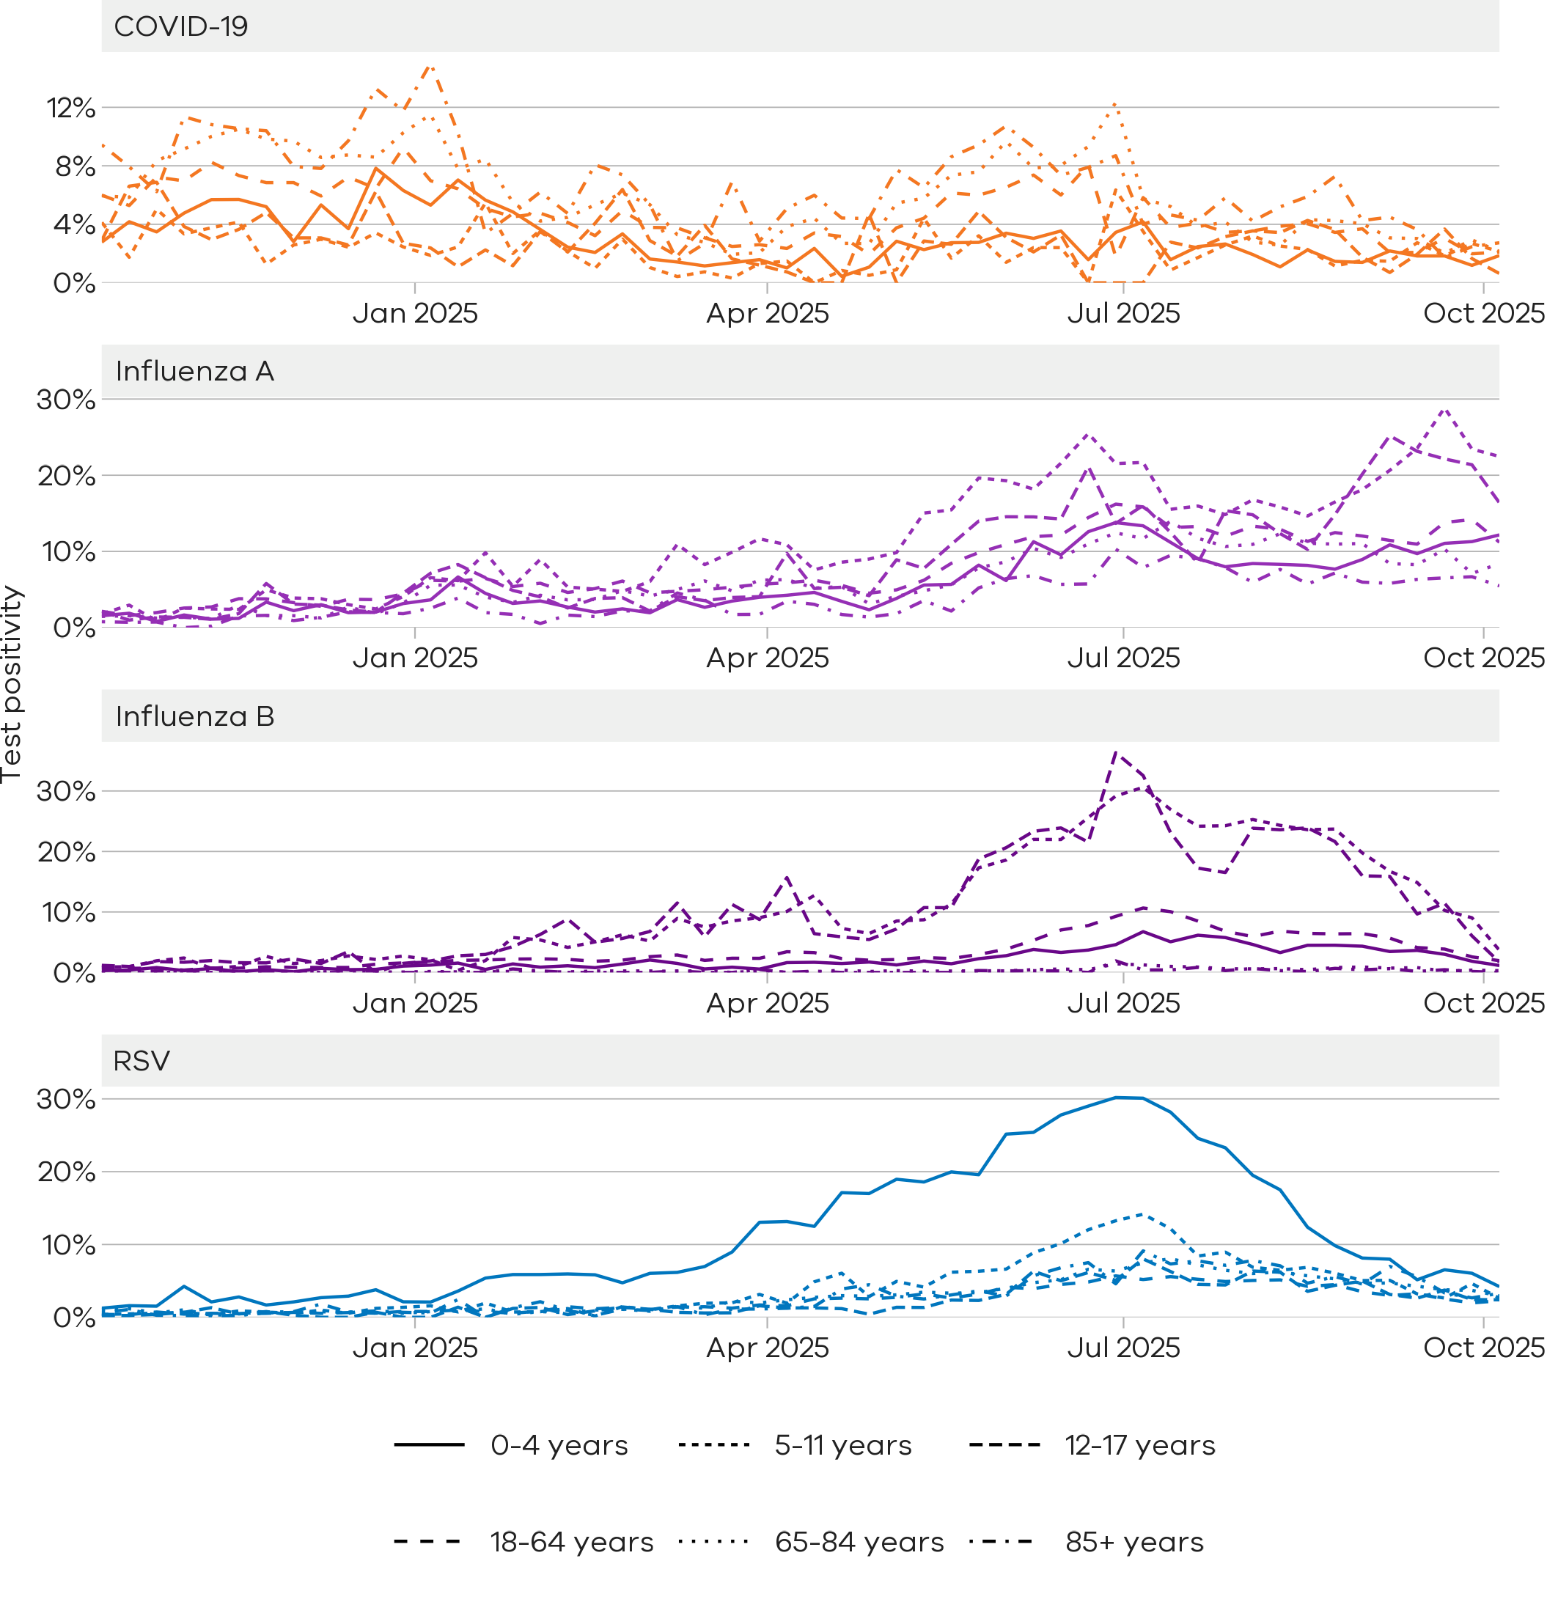 COVID-19
12%
8%
4%
0%
Jan 2025 Apr 2025 Jul 2025 Oct 2025
Influenza A
30%
20%
10%
0%
Jan 2025 Apr 2025 Jul 2025 Oct 2025
Test positivity
Influenza B
30%
20%
10%
0%
Jan 2025 Apr 2025 Jul 2025 Oct 2025
RSV
30%
20%
10%
0%
Jan 2025 Apr 2025 Jul 2025 Oct 2025
0-4 years 5-11 years 12-17 years
18-64 years 65-84 years 85+ years